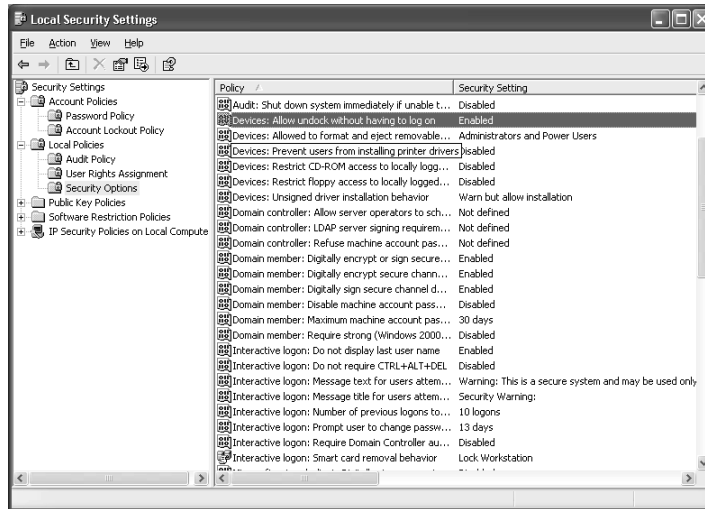 Local Security Settings
File Action View Help
Security Settings
Account Policies
Password Policy
Account Lockout Policy
Local Policies
Audit Policy
User Rights Assignment
Security Options
Public Key Policies
Software Restriction Policies
IP Security Policies on Local Compute
Policy Security Setting
Audit: Shut down system immediately if unable t... Disabled
Devices: Allow undock without having to log on Enabled
Devices: Allowed to format and eject removable... Administrators and Power Users
Devices: Prevent users from installing printer drivers Disabled
Devices: Restrict CD-ROM access to locally logg... Disabled
Devices: Restrict floppy access to locally logged... Disabled
Devices: Unsigned driver installation behavior Warn but allow installation
Domain controller: Allow server operators to sch... Not defined
Domain controller: LDAP server signing requirem... Not defined
Domain controller: Refuse machine account pas... Not defined
Domain member: Digitally encrypt or sign secure... Enabled
Domain member: Digitally encrypt secure chann... Enabled
Domain member: Digitally sign secure channel d... Enabled
Domain member: Disable machine account pass... Disabled
Domain member: Maximum machine account pas... 30 days
Domain member: Require strong (Windows 2000... Disabled
Interactive logon: Do not display last user name Enabled
Interactive logon: Do not require CTRL+ALT+DEL Disabled
Interactive logon: Message text for users attem... Warning: This is a secure system and may be used only
Interactive logon: Message title for users attem... Security Warning:
Interactive logon: Number of previous logons to... 10 logons
Interactive logon: Prompt user to change passw... 13 days
Interactive logon: Require Domain Controller au... Disabled
Interactive logon: Smart card removal behavior Lock Workstation